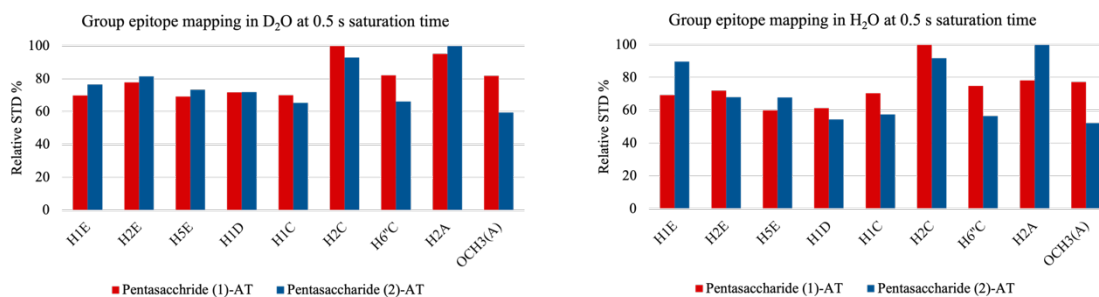 Group epitope mapping in D₂O at 0.5 s saturation time
Relative STD %
100
80
60
40
20
0
H1E
H2E
H5E
H1D
H1C
H2C
H6''C
H2A
OCH3(A)
Pentasacchride (1)-AT
Pentasaccharide (2)-AT
Group epitope mapping in H₂O at 0.5 s saturation time
Relative STD %
100
80
60
40
20
0
H1E
H2E
H5E
H1D
H1C
H2C
H6''C
H2A
OCH3(A)
Pentasaccharide (1)-AT
Pentasaccharide (2)-AT